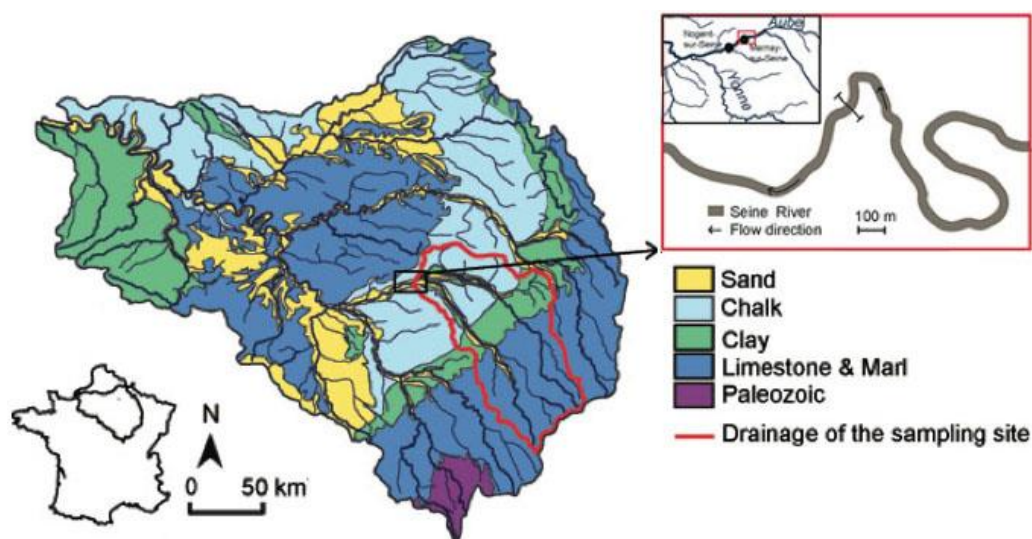 Aube
Nogent-
sur-Seine
Marnay-
sur-Seine
Yonne
Seine River
Flow direction
100 m
Sand
Chalk
Clay
Limestone & Marl
Paleozoic
Drainage of the sampling site
N
0 50 km